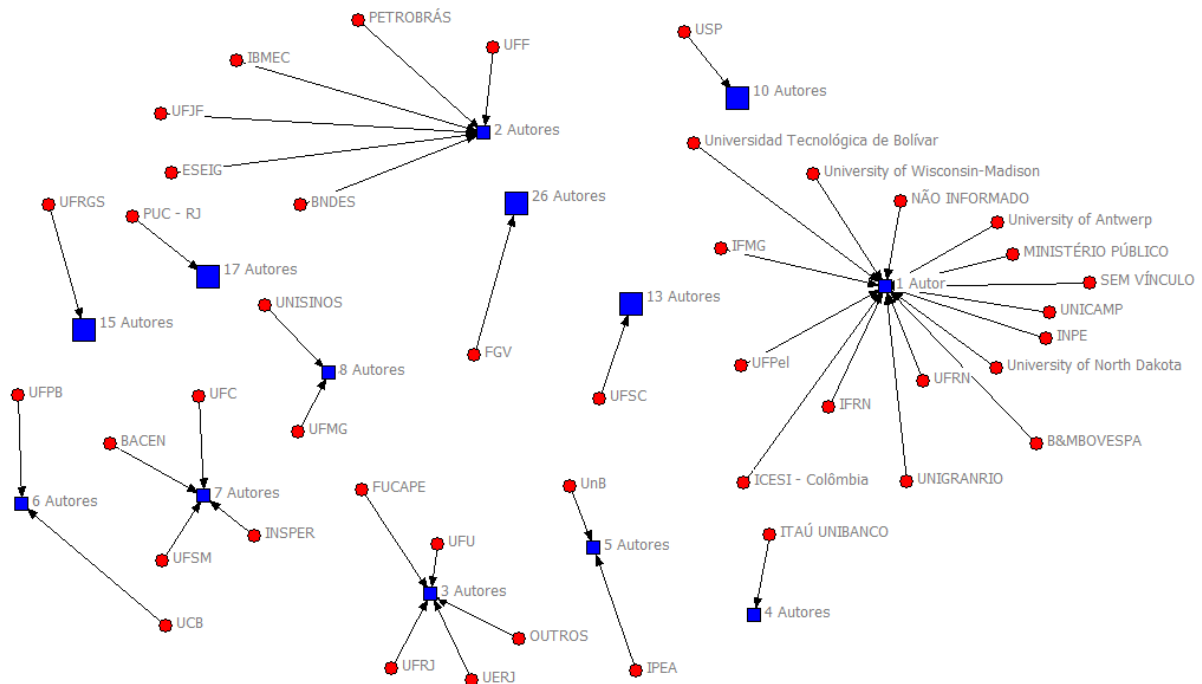 PETROBRÁS
UFF
IBMEC
UFJF
2 Autores
ESEIG
BNDES
USP
10 Autores
Universidad Tecnológica de Bolívar
University of Wisconsin-Madison
NÃO INFORMADO
University of Antwerp
IFMG
MINISTÉRIO PÚBLICO
1 Autor
SEM VÍNCULO
UNICAMP
INPE
UFPel
University of North Dakota
UFRN
IFRN
B&MBOVESPA
ICESI - Colômbia
UNIGRANRIO
UFRGS
PUC - RJ
26 Autores
17 Autores
15 Autores
UNISINOS
13 Autores
8 Autores
FGV
UFSC
UFMG
UFPB
UFC
BACEN
6 Autores
7 Autores
INSPER
UFSM
UCB
FUCAPE
UFU
3 Autores
OUTROS
UFRJ
UERJ
UnB
5 Autores
IPEA
ITAÚ UNIBANCO
4 Autores